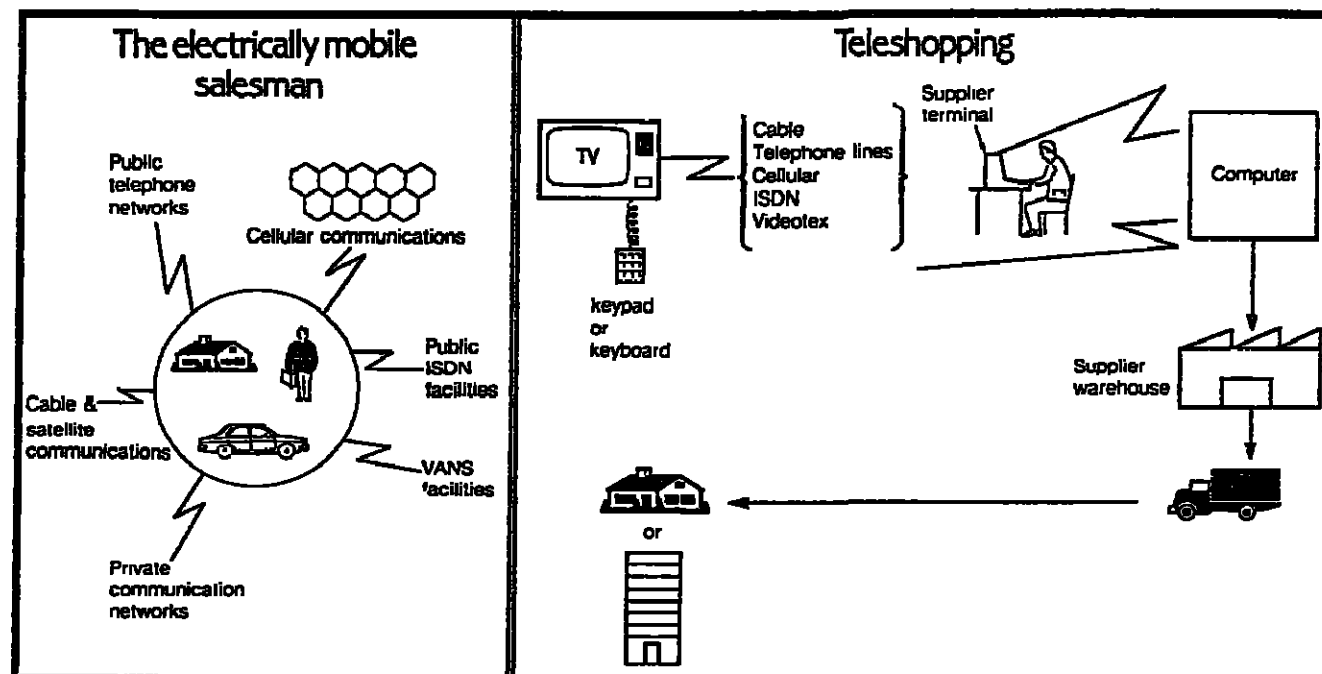 The electrically mobile
salesman
Public
telephone
networks
Cellular communications
Public
ISDN
facilities
Cable &
satellite
communications
VANS
facilities
Private
communication
networks
Teleshopping
TV
keypad
or
keyboard
Cable
Telephone lines
Cellular
ISDN
Videotex
Supplier
terminal
Computer
Supplier
warehouse
or